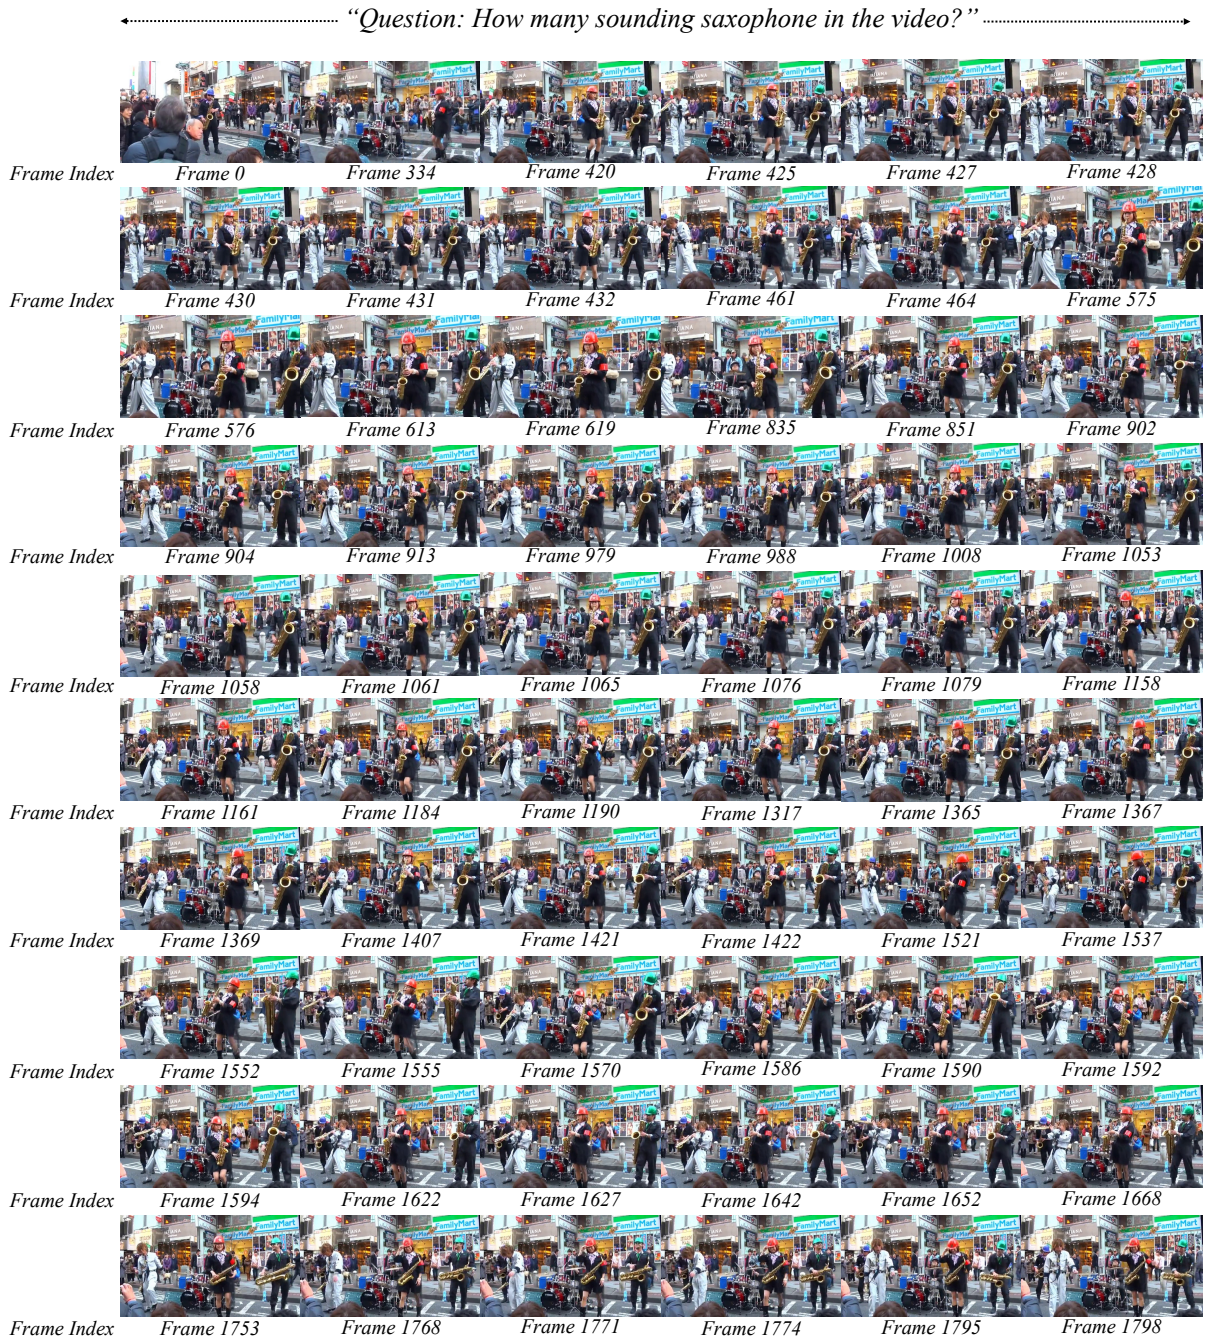 “Question: How many sounding saxophone in the video?”
Frame Index Frame 0 Frame 334 Frame 420 Frame 425 Frame 427 Frame 428
Frame Index Frame 430 Frame 431 Frame 432 Frame 461 Frame 464 Frame 575
Frame Index Frame 576 Frame 613 Frame 619 Frame 835 Frame 851 Frame 902
Frame Index Frame 904 Frame 913 Frame 979 Frame 988 Frame 1008 Frame 1053
Frame Index Frame 1058 Frame 1061 Frame 1065 Frame 1076 Frame 1079 Frame 1158
Frame Index Frame 1161 Frame 1184 Frame 1190 Frame 1317 Frame 1365 Frame 1367
Frame Index Frame 1369 Frame 1407 Frame 1421 Frame 1422 Frame 1521 Frame 1537
Frame Index Frame 1552 Frame 1555 Frame 1570 Frame 1586 Frame 1590 Frame 1592
Frame Index Frame 1594 Frame 1622 Frame 1627 Frame 1642 Frame 1652 Frame 1668
Frame Index Frame 1753 Frame 1768 Frame 1771 Frame 1774 Frame 1795 Frame 1798